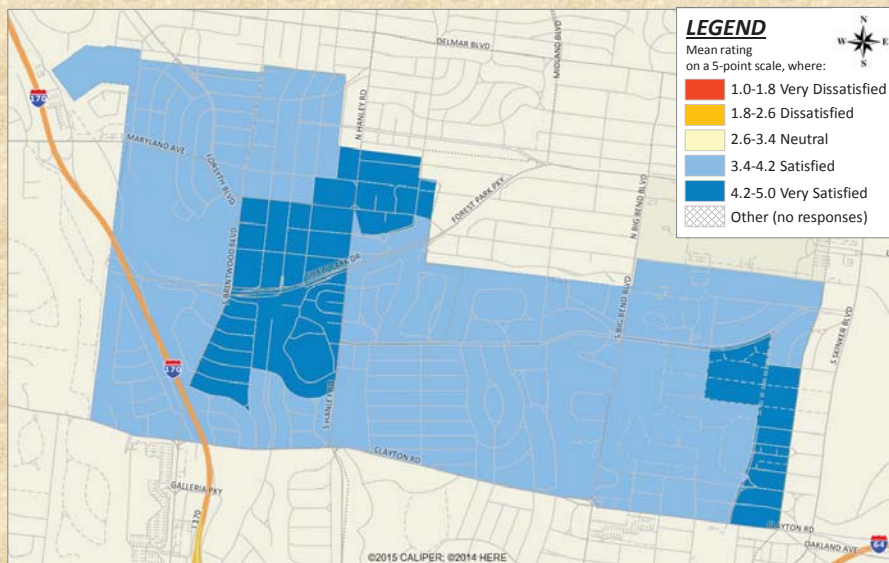 LEGEND
Mean rating
on a 5-point scale, where:
1.0-1.8 Very Dissatisfied
1.8-2.6 Dissatisfied
2.6-3.4 Neutral
3.4-4.2 Satisfied
4.2-5.0 Very Satisfied
Other (no responses)
N
W
E
S
DELMAR BLVD
MIDLAND BLVD
170
N HANLEY RD
MARYLAND AVE
FORSYTH BLVD
FOREST PARK PKY
N BIG BEND BLVD
S BRENTWOOD BLVD
S BIG BEND BLVD
S SKINKER BLVD
170
S HANLEY RD
CLAYTON RD
GALLERIA PKY
I 170
CLAYTON RD
OAKLAND AVE
64
©2015 CALIPER; ©2014 HERE